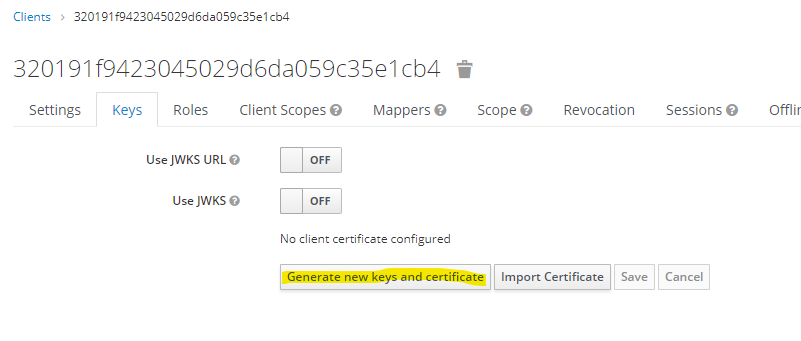 Clients > 320191f9423045029d6da059c35e1cb4
320191f9423045029d6da059c35e1cb4
Settings Keys Roles Client Scopes ? Mappers ? Scope ? Revocation Sessions ? Offlin
Use JWKS URL ? OFF
Use JWKS ? OFF
No client certificate configured
Generate new keys and certificate Import Certificate Save Cancel